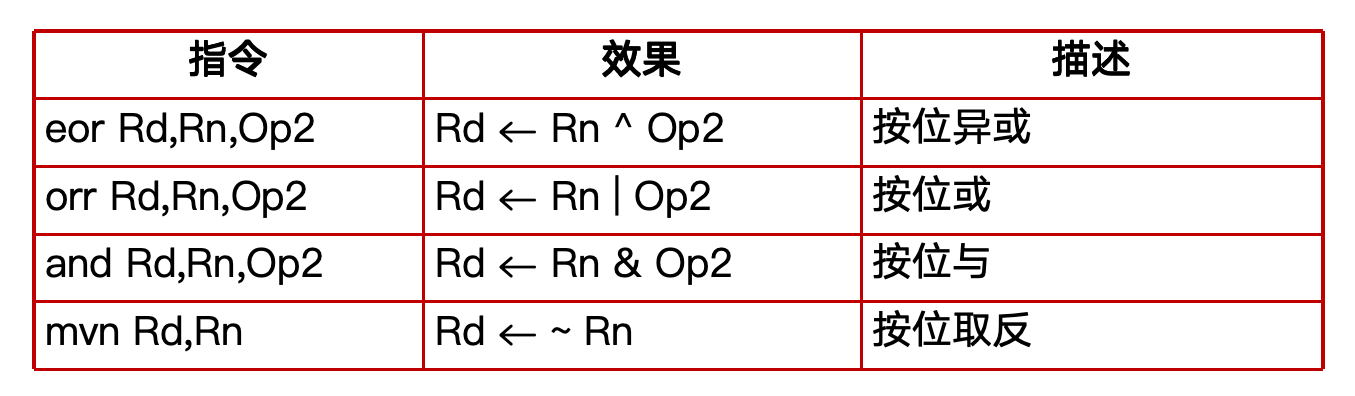 指令 效果 描述
eor Rd,Rn,Op2 Rd ← Rn ^ Op2 按位异或
orr Rd,Rn,Op2 Rd ← Rn | Op2 按位或
and Rd,Rn,Op2 Rd ← Rn & Op2 按位与
mvn Rd,Rn Rd ← ~ Rn 按位取反